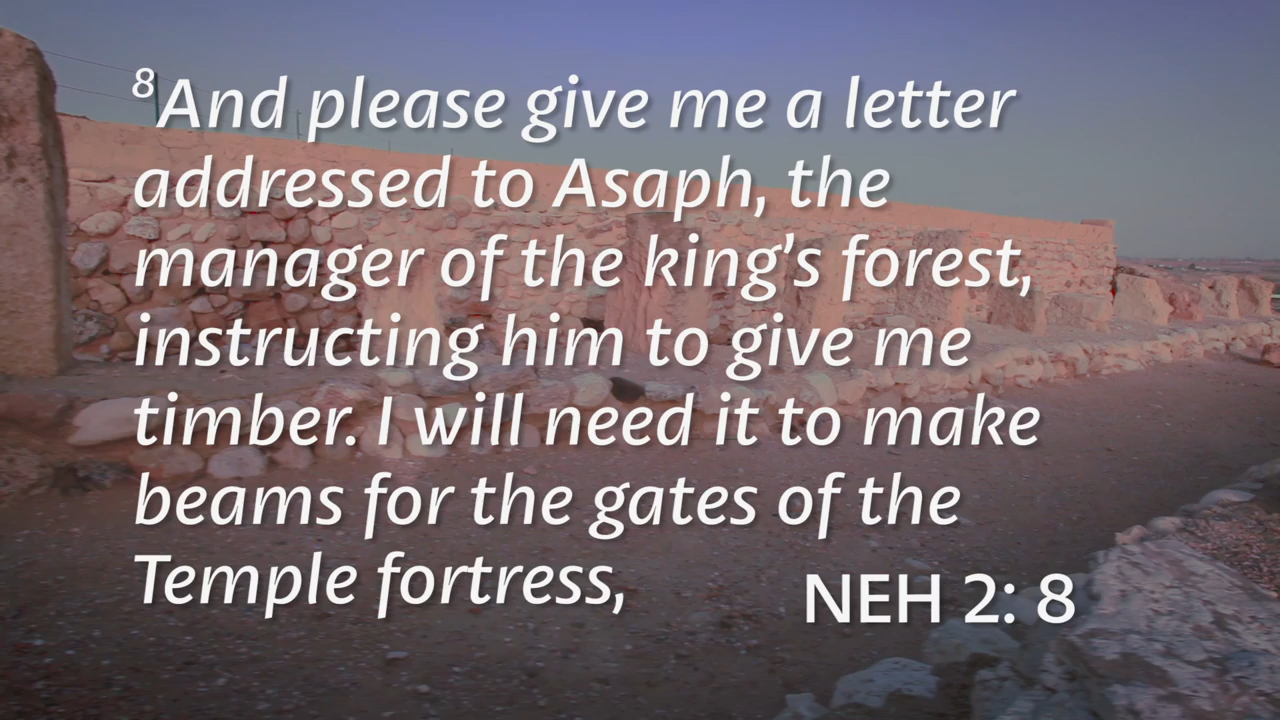 ⁸And please give me a letter
addressed to Asaph, the
manager of the king’s forest,
instructing him to give me
timber. I will need it to make
beams for the gates of the
Temple fortress,
NEH 2: 8